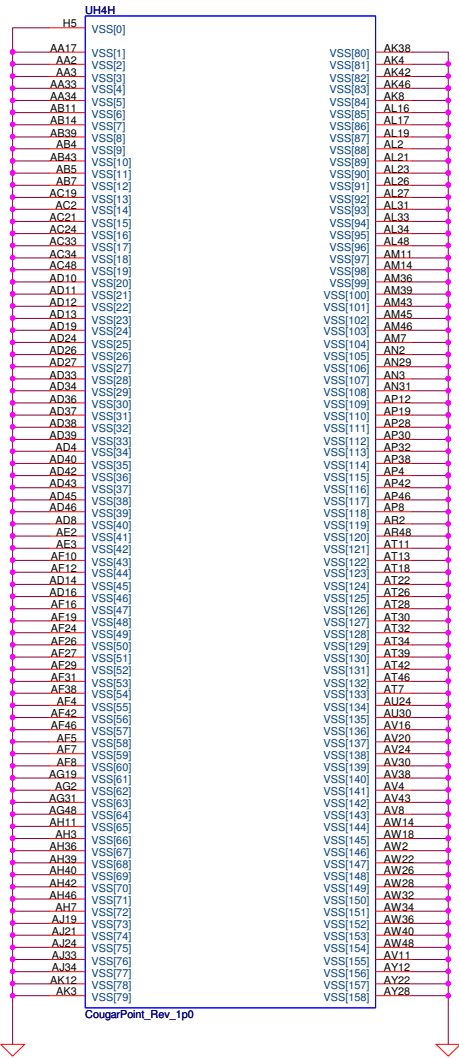 UH4H
H5 VSS[0]
AA17 VSS[1] VSS[80] AK38
AA2 VSS[2] VSS[81] AK4
AA3 VSS[3] VSS[82] AK42
AA33 VSS[4] VSS[83] AK46
AA34 VSS[5] VSS[84] AK8
AB11 VSS[6] VSS[85] AL16
AB14 VSS[7] VSS[86] AL17
AB39 VSS[8] VSS[87] AL19
AB4 VSS[9] VSS[88] AL2
AB43 VSS[10] VSS[89] AL21
AB5 VSS[11] VSS[90] AL23
AB7 VSS[12] VSS[91] AL26
AC19 VSS[13] VSS[92] AL27
AC2 VSS[14] VSS[93] AL31
AC21 VSS[15] VSS[94] AL33
AC24 VSS[16] VSS[95] AL34
AC33 VSS[17] VSS[96] AL48
AC34 VSS[18] VSS[97] AM11
AC48 VSS[19] VSS[98] AM14
AD10 VSS[20] VSS[99] AM36
AD11 VSS[21] VSS[100] AM39
AD12 VSS[22] VSS[101] AM43
AD13 VSS[23] VSS[102] AM45
AD19 VSS[24] VSS[103] AM46
AD24 VSS[25] VSS[104] AM7
AD26 VSS[26] VSS[105] AN2
AD27 VSS[27] VSS[106] AN29
AD33 VSS[28] VSS[107] AN3
AD34 VSS[29] VSS[108] AN31
AD36 VSS[30] VSS[109] AP12
AD37 VSS[31] VSS[110] AP19
AD38 VSS[32] VSS[111] AP28
AD39 VSS[33] VSS[112] AP30
AD4 VSS[34] VSS[113] AP32
AD40 VSS[35] VSS[114] AP38
AD42 VSS[36] VSS[115] AP4
AD43 VSS[37] VSS[116] AP42
AD45 VSS[38] VSS[117] AP46
AD46 VSS[39] VSS[118] AP8
AD8 VSS[40] VSS[119] AR2
AE2 VSS[41] VSS[120] AR48
AE3 VSS[42] VSS[121] AT11
AF10 VSS[43] VSS[122] AT13
AF12 VSS[44] VSS[123] AT18
AD14 VSS[45] VSS[124] AT22
AD16 VSS[46] VSS[125] AT26
AF16 VSS[47] VSS[126] AT28
AF19 VSS[48] VSS[127] AT30
AF24 VSS[49] VSS[128] AT32
AF26 VSS[50] VSS[129] AT34
AF27 VSS[51] VSS[130] AT39
AF29 VSS[52] VSS[131] AT42
AF31 VSS[53] VSS[132] AT46
AF38 VSS[54] VSS[133] AT7
AF4 VSS[55] VSS[134] AU24
AF42 VSS[56] VSS[135] AU30
AF46 VSS[57] VSS[136] AV16
AF5 VSS[58] VSS[137] AV20
AF7 VSS[59] VSS[138] AV24
AF8 VSS[60] VSS[139] AV30
AG19 VSS[61] VSS[140] AV38
AG2 VSS[62] VSS[141] AV4
AG31 VSS[63] VSS[142] AV43
AG48 VSS[64] VSS[143] AV8
AH11 VSS[65] VSS[144] AW14
AH3 VSS[66] VSS[145] AW18
AH36 VSS[67] VSS[146] AW2
AH39 VSS[68] VSS[147] AW22
AH40 VSS[69] VSS[148] AW26
AH42 VSS[70] VSS[149] AW28
AH46 VSS[71] VSS[150] AW32
AH7 VSS[72] VSS[151] AW34
AJ19 VSS[73] VSS[152] AW36
AJ21 VSS[74] VSS[153] AW40
AJ24 VSS[75] VSS[154] AW48
AJ33 VSS[76] VSS[155] AV11
AJ34 VSS[77] VSS[156] AY12
AK12 VSS[78] VSS[157] AY22
AK3 VSS[79] VSS[158] AY28
CougarPoint_Rev_1p0